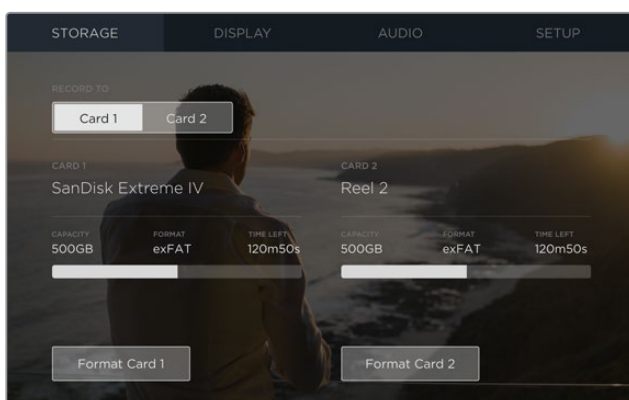 STORAGE DISPLAY AUDIO SETUP
RECORD TO
Card 1 Card 2
CARD 1
SanDisk Extreme IV
CAPACITY FORMAT TIME LEFT
500GB exFAT 120m50s
Format Card 1
CARD 2
Reel 2
CAPACITY FORMAT TIME LEFT
500GB exFAT 120m50s
Format Card 2